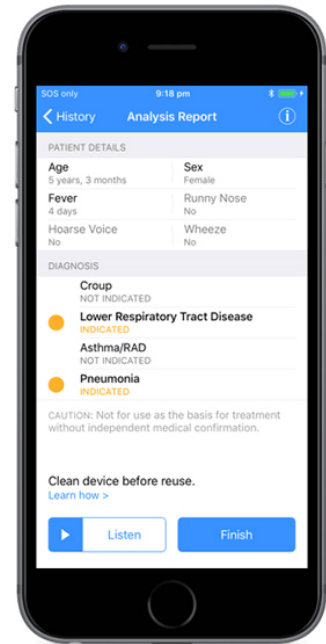 SOS only 9:18 pm
History Analysis Report
PATIENT DETAILS
Age Sex
5 years, 3 months Female
Fever Runny Nose
4 days No
Hoarse Voice Wheeze
No No
DIAGNOSIS
Croup
NOT INDICATED
Lower Respiratory Tract Disease
INDICATED
Asthma/RAD
NOT INDICATED
Pneumonia
INDICATED
CAUTION: Not for use as the basis for treatment
without independent medical confirmation.
Clean device before reuse.
Learn how >
Listen Finish